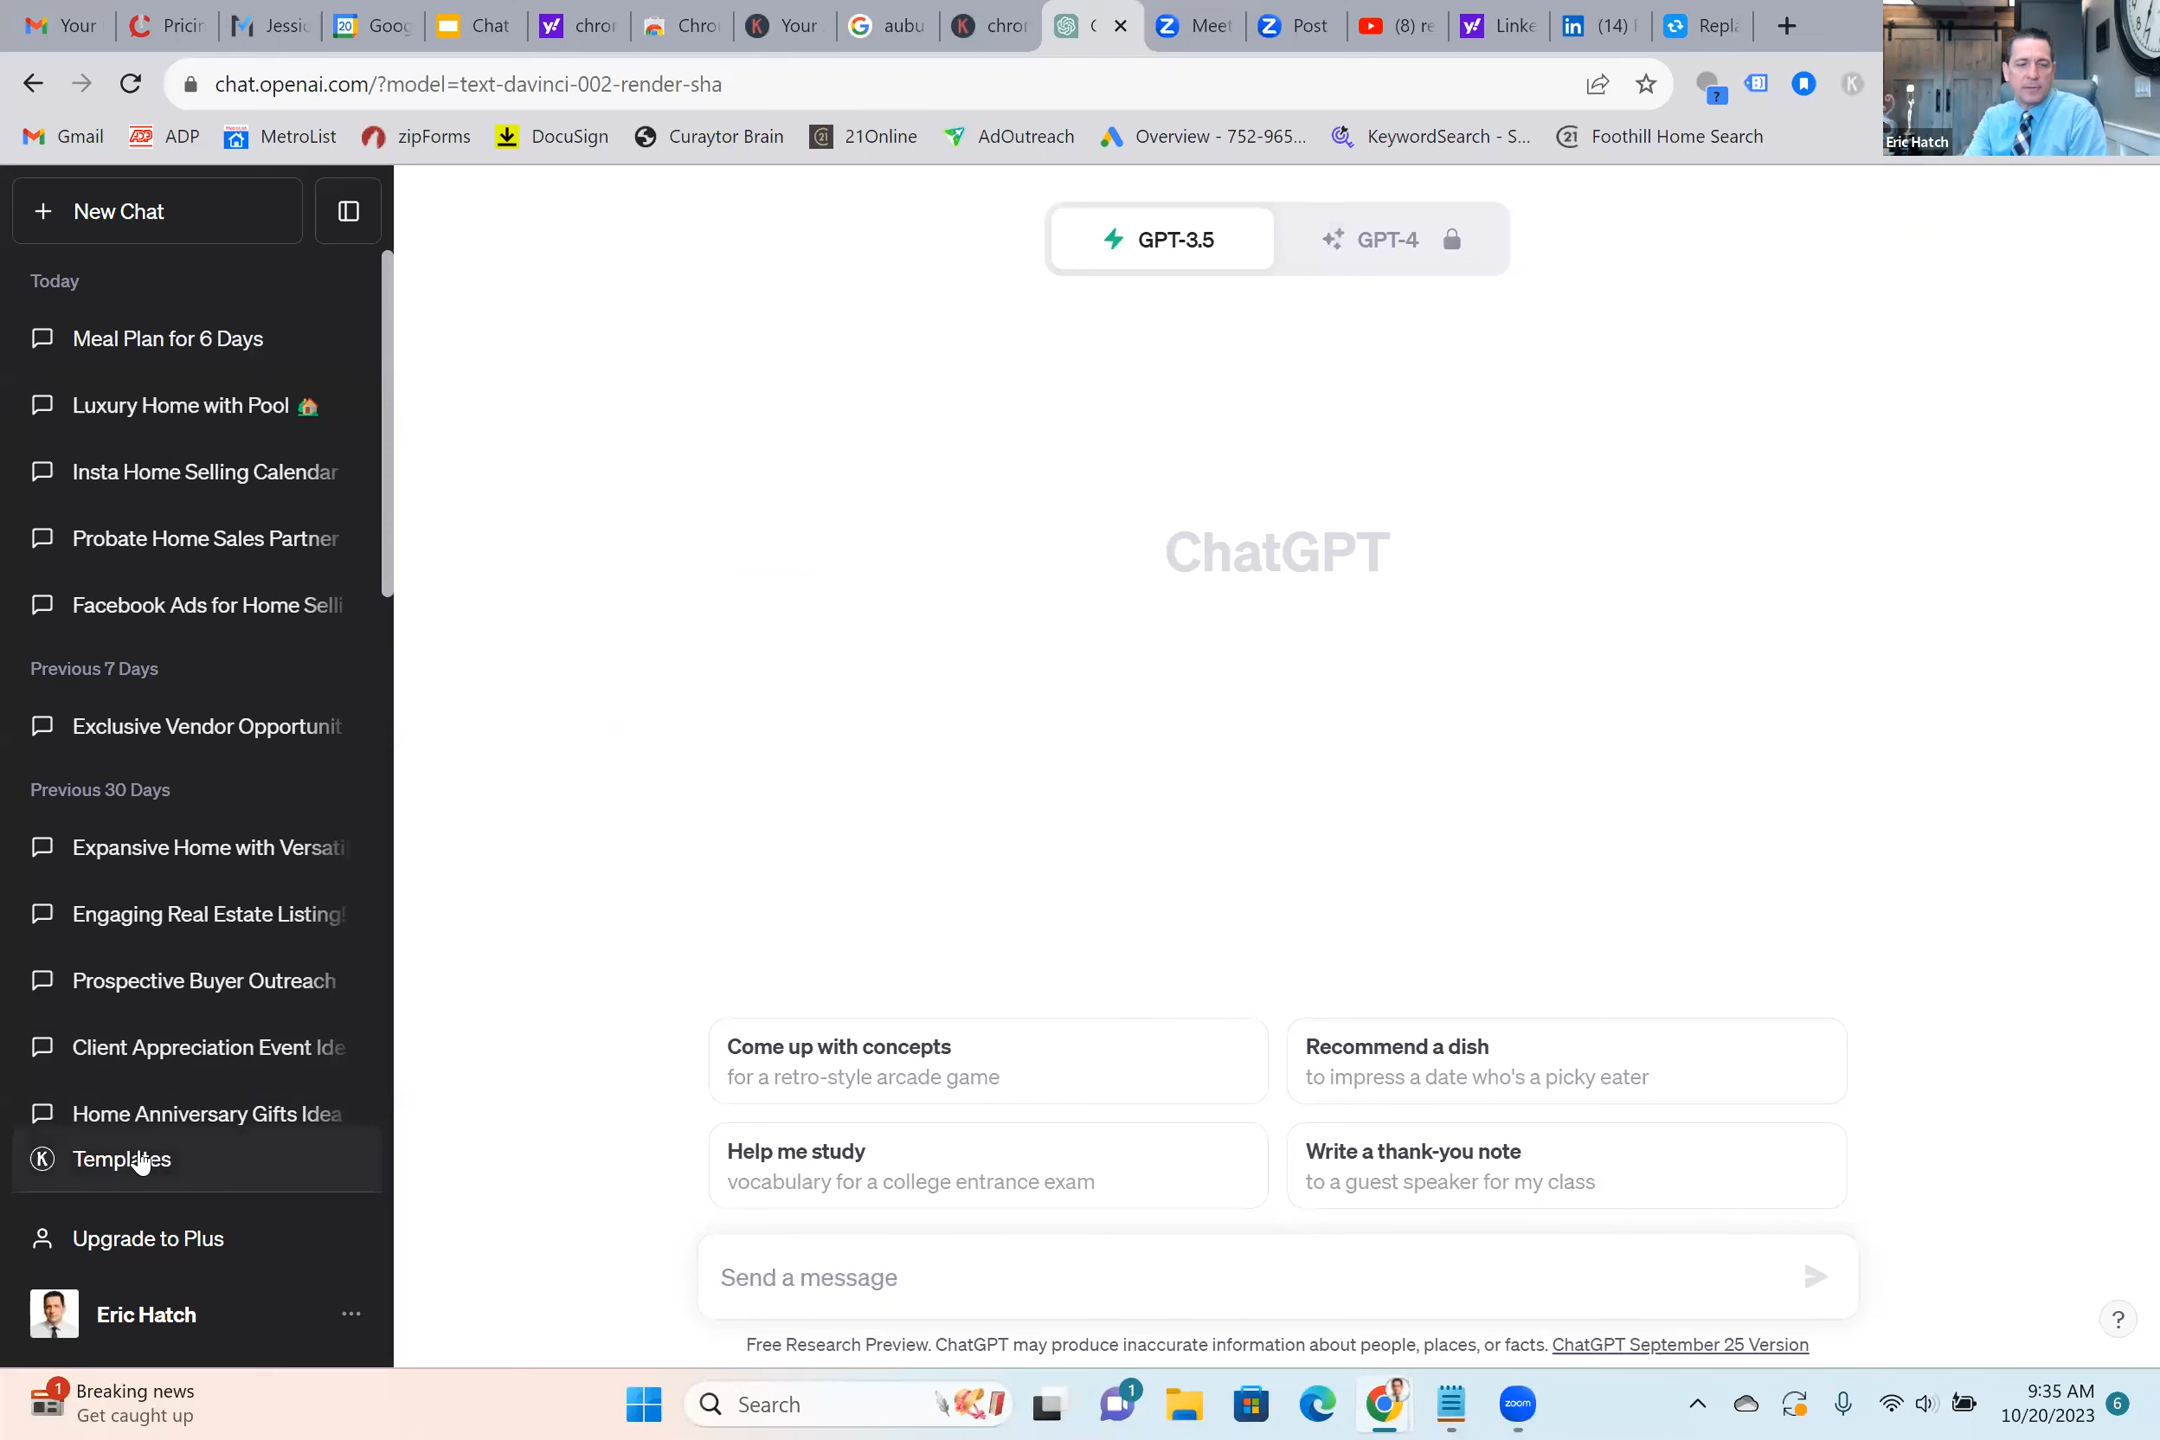 Your
Pricin
Jessic
20
Goog
Chat
chron
Chro
Your
aubu
chron
C
Meet
Post
(8) re
Linke
in
(14) F
Repla
chat.openai.com/?model=text-davinci-002-render-sha
Gmail
ADP
MetroList
zipForms
DocuSign
Curaytor Brain
21Online
AdOutreach
Overview - 752-965...
KeywordSearch - S...
Foothill Home Search
Eric Hatch
New Chat
GPT-3.5
GPT-4
Today
Meal Plan for 6 Days
Luxury Home with Pool
Insta Home Selling Calendar
Probate Home Sales Partner
Facebook Ads for Home Selli
Previous 7 Days
Exclusive Vendor Opportunit
Previous 30 Days
Expansive Home with Versati
Engaging Real Estate Listing!
Prospective Buyer Outreach
Client Appreciation Event Ide
Home Anniversary Gifts Idea
K Templates
Upgrade to Plus
Eric Hatch
ChatGPT
Come up with concepts
for a retro-style arcade game
Recommend a dish
to impress a date who's a picky eater
Help me study
vocabulary for a college entrance exam
Write a thank-you note
to a guest speaker for my class
Send a message
Free Research Preview. ChatGPT may produce inaccurate information about people, places, or facts. ChatGPT September 25 Version
?
1
Breaking news
Get caught up
Search
1
zoom
9:35 AM
10/20/2023
6